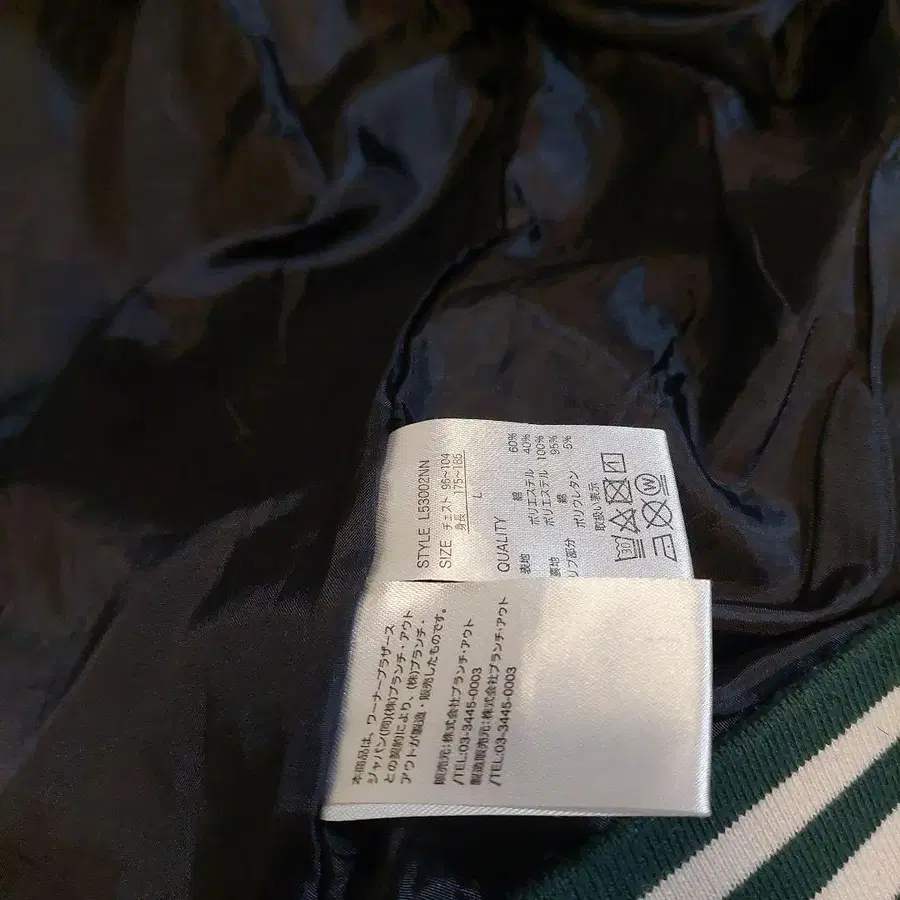 STYLE L53002NN
SIZE チェスト 96~104
身長 175~185
L
QUALITY
表地 綿 60%
ポリエステル 40%
裏地 ポリエステル 100%
リブ部分 綿 95%
ポリウレタン 5%
取扱い表示
30
W
本商品は、ワーナーブラザース
ジャパン(同)(株)ブランチ・アウト
との契約により、(株)ブランチ・
アウトが製造・販売したものです。
販売元:株式会社ブランチ・アウト
/TEL:03-3445-0003
製造販売元:株式会社ブランチ・アウト
/TEL:03-3445-0003